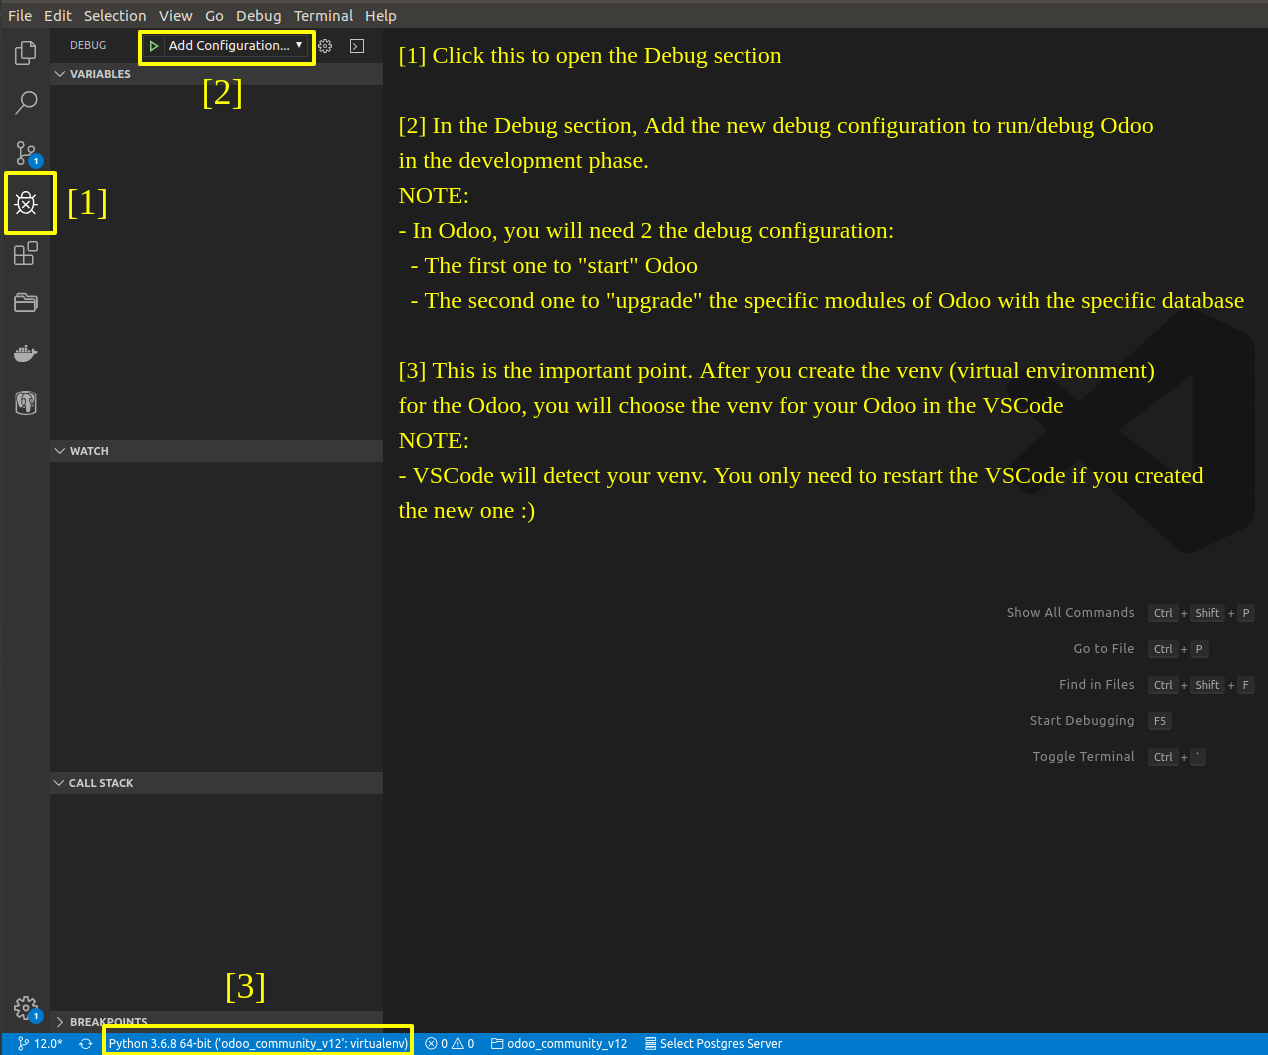 File Edit Selection View Go Debug Terminal Help
DEBUG Add Configuration...
VARIABLES
[2]
[1] Click this to open the Debug section
[2] In the Debug section, Add the new debug configuration to run/debug Odoo
in the development phase.
NOTE:
- In Odoo, you will need 2 the debug configuration:
- The first one to "start" Odoo
- The second one to "upgrade" the specific modules of Odoo with the specific database
[3] This is the important point. After you create the venv (virtual environment)
for the Odoo, you will choose the venv for your Odoo in the VSCode
NOTE:
- VSCode will detect your venv. You only need to restart the VSCode if you created
the new one :)
1
[1]
WATCH
Show All Commands Ctrl + Shift + P
Go to File Ctrl + P
Find in Files Ctrl + Shift + F
Start Debugging F5
Toggle Terminal Ctrl + `
CALL STACK
[3]
1
BREAKPOINTS
12.0* Python 3.6.8 64-bit ('odoo_community_v12': virtualenv) 0 0 odoo_community_v12 Select Postgres Server